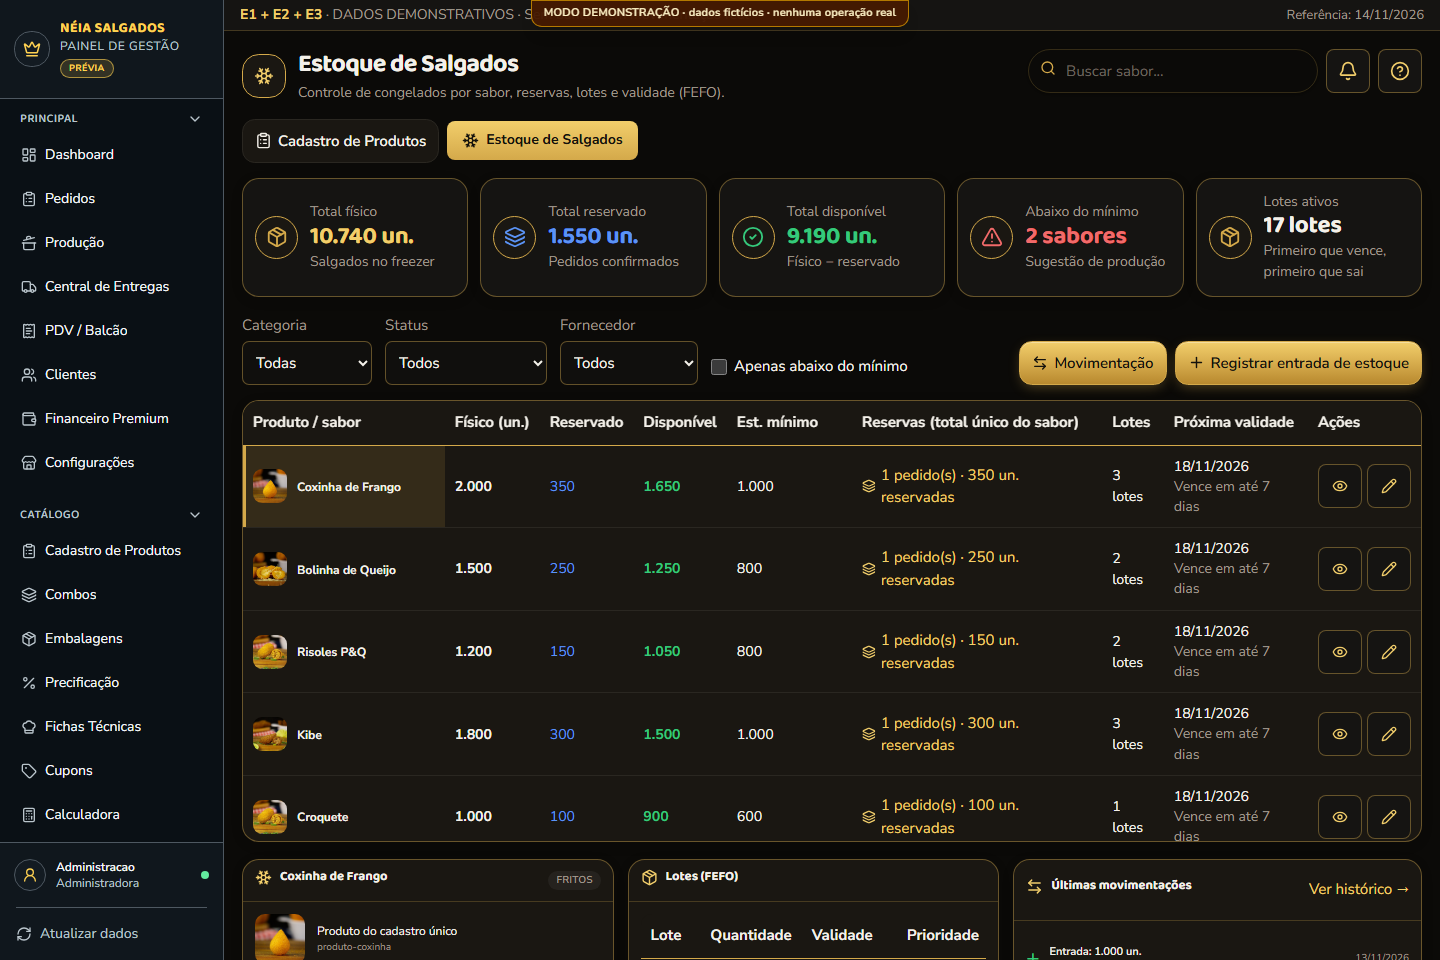 NÉIA SALGADOS
PAINEL DE GESTÃO
PRÉVIA
PRINCIPAL
Dashboard
Pedidos
Produção
Central de Entregas
PDV / Balcão
Clientes
Financeiro Premium
Configurações
CATÁLOGO
Cadastro de Produtos
Combos
Embalagens
Precificação
Fichas Técnicas
Cupons
Calculadora
Administracao
Administradora
Atualizar dados
E1 + E2 + E3 · DADOS DEMONSTRATIVOS · S
MODO DEMONSTRAÇÃO · dados fictícios · nenhuma operação real
Referência: 14/11/2026
Estoque de Salgados
Controle de congelados por sabor, reservas, lotes e validade (FEFO).
Buscar sabor...
Cadastro de Produtos
Estoque de Salgados
Total físico
10.740 un.
Salgados no freezer
Total reservado
1.550 un.
Pedidos confirmados
Total disponível
9.190 un.
Físico – reservado
Abaixo do mínimo
2 sabores
Sugestão de produção
Lotes ativos
17 lotes
Primeiro que vence,
primeiro que sai
Categoria
Todas
Status
Todos
Fornecedor
Todos
Apenas abaixo do mínimo
Movimentação
+ Registrar entrada de estoque
Produto / sabor Físico (un.) Reservado Disponível Est. mínimo Reservas (total único do sabor) Lotes Próxima validade Ações
Coxinha de Frango 2.000 350 1.650 1.000
1 pedido(s) · 350 un.
reservadas
3
lotes
18/11/2026
Vence em até 7
dias
Bolinha de Queijo 1.500 250 1.250 800
1 pedido(s) · 250 un.
reservadas
2
lotes
18/11/2026
Vence em até 7
dias
Risoles P&Q 1.200 150 1.050 800
1 pedido(s) · 150 un.
reservadas
2
lotes
18/11/2026
Vence em até 7
dias
Kibe 1.800 300 1.500 1.000
1 pedido(s) · 300 un.
reservadas
3
lotes
18/11/2026
Vence em até 7
dias
Croquete 1.000 100 900 600
1 pedido(s) · 100 un.
reservadas
1
lotes
18/11/2026
Vence em até 7
dias
Coxinha de Frango
FRITOS
Produto do cadastro único
produto-coxinha
Lotes (FEFO)
Lote Quantidade Validade Prioridade
Últimas movimentações
Ver histórico →
Entrada: 1.000 un.
13/11/2026